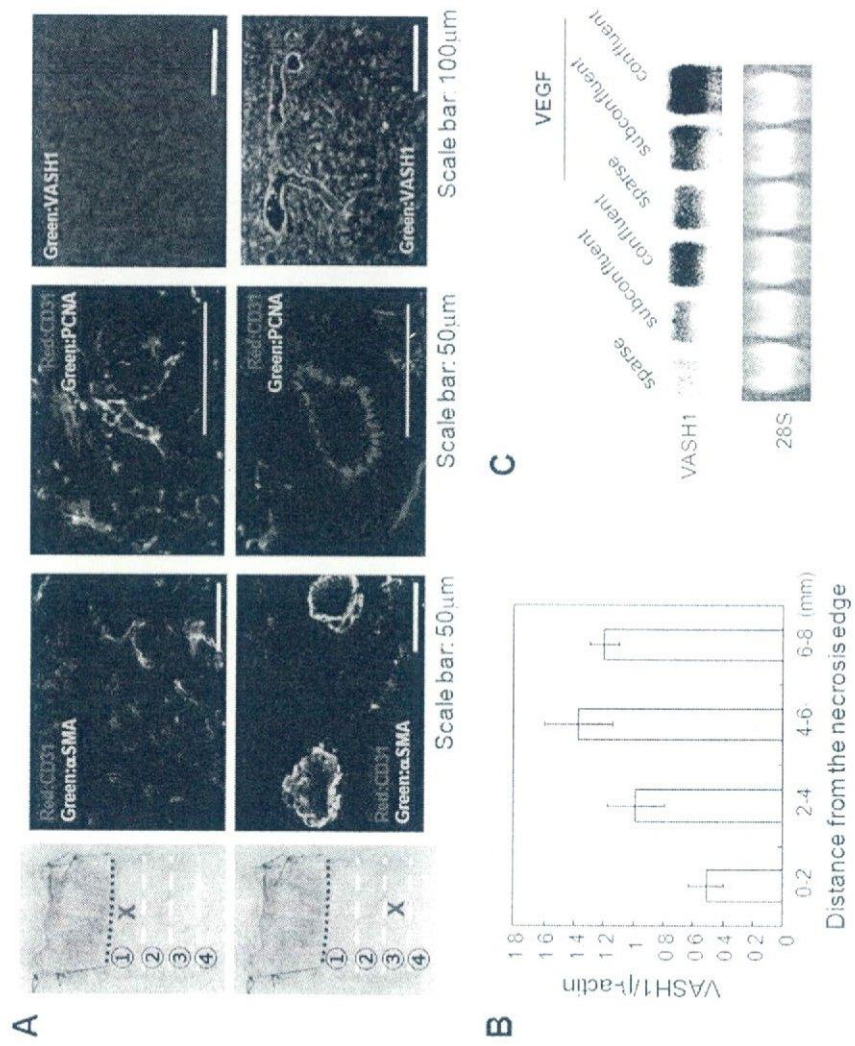 A
①
X
②
③
④
Red:CD31
Green:αSMA
Red:CD31
Green:PCNA
Green:VASH1
①
②
③
X
④
Red:CD31
Green:αSMA
Red:CD31
Green:PCNA
Green:VASH1
Scale bar: 50μm
Scale bar: 50μm
Scale bar: 100μm
B
VASH1/β-actin
1 8
1 6
1 4
1 2
1
0 8
0 6
0 4
0 2
0
0-2
2-4
4-6
6-8 (mm)
Distance from the necrosis edge
C
VEGF
sparse
subconfluent
confluent
sparse
subconfluent
confluent
VASH1
28S